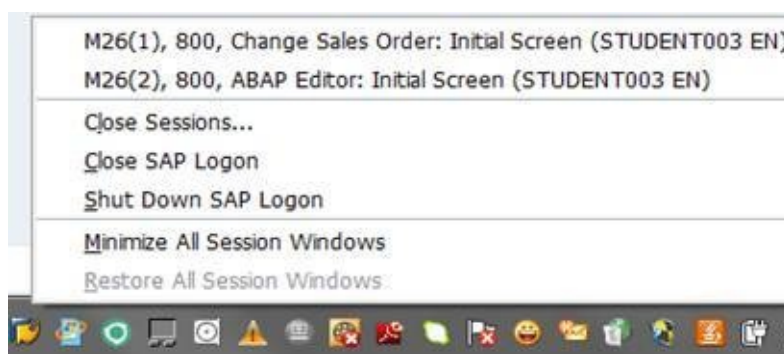 M26(1), 800, Change Sales Order: Initial Screen (STUDENT003 EN)
M26(2), 800, ABAP Editor: Initial Screen (STUDENT003 EN)
Close Sessions...
Close SAP Logon
Shut Down SAP Logon
Minimize All Session Windows
Restore All Session Windows